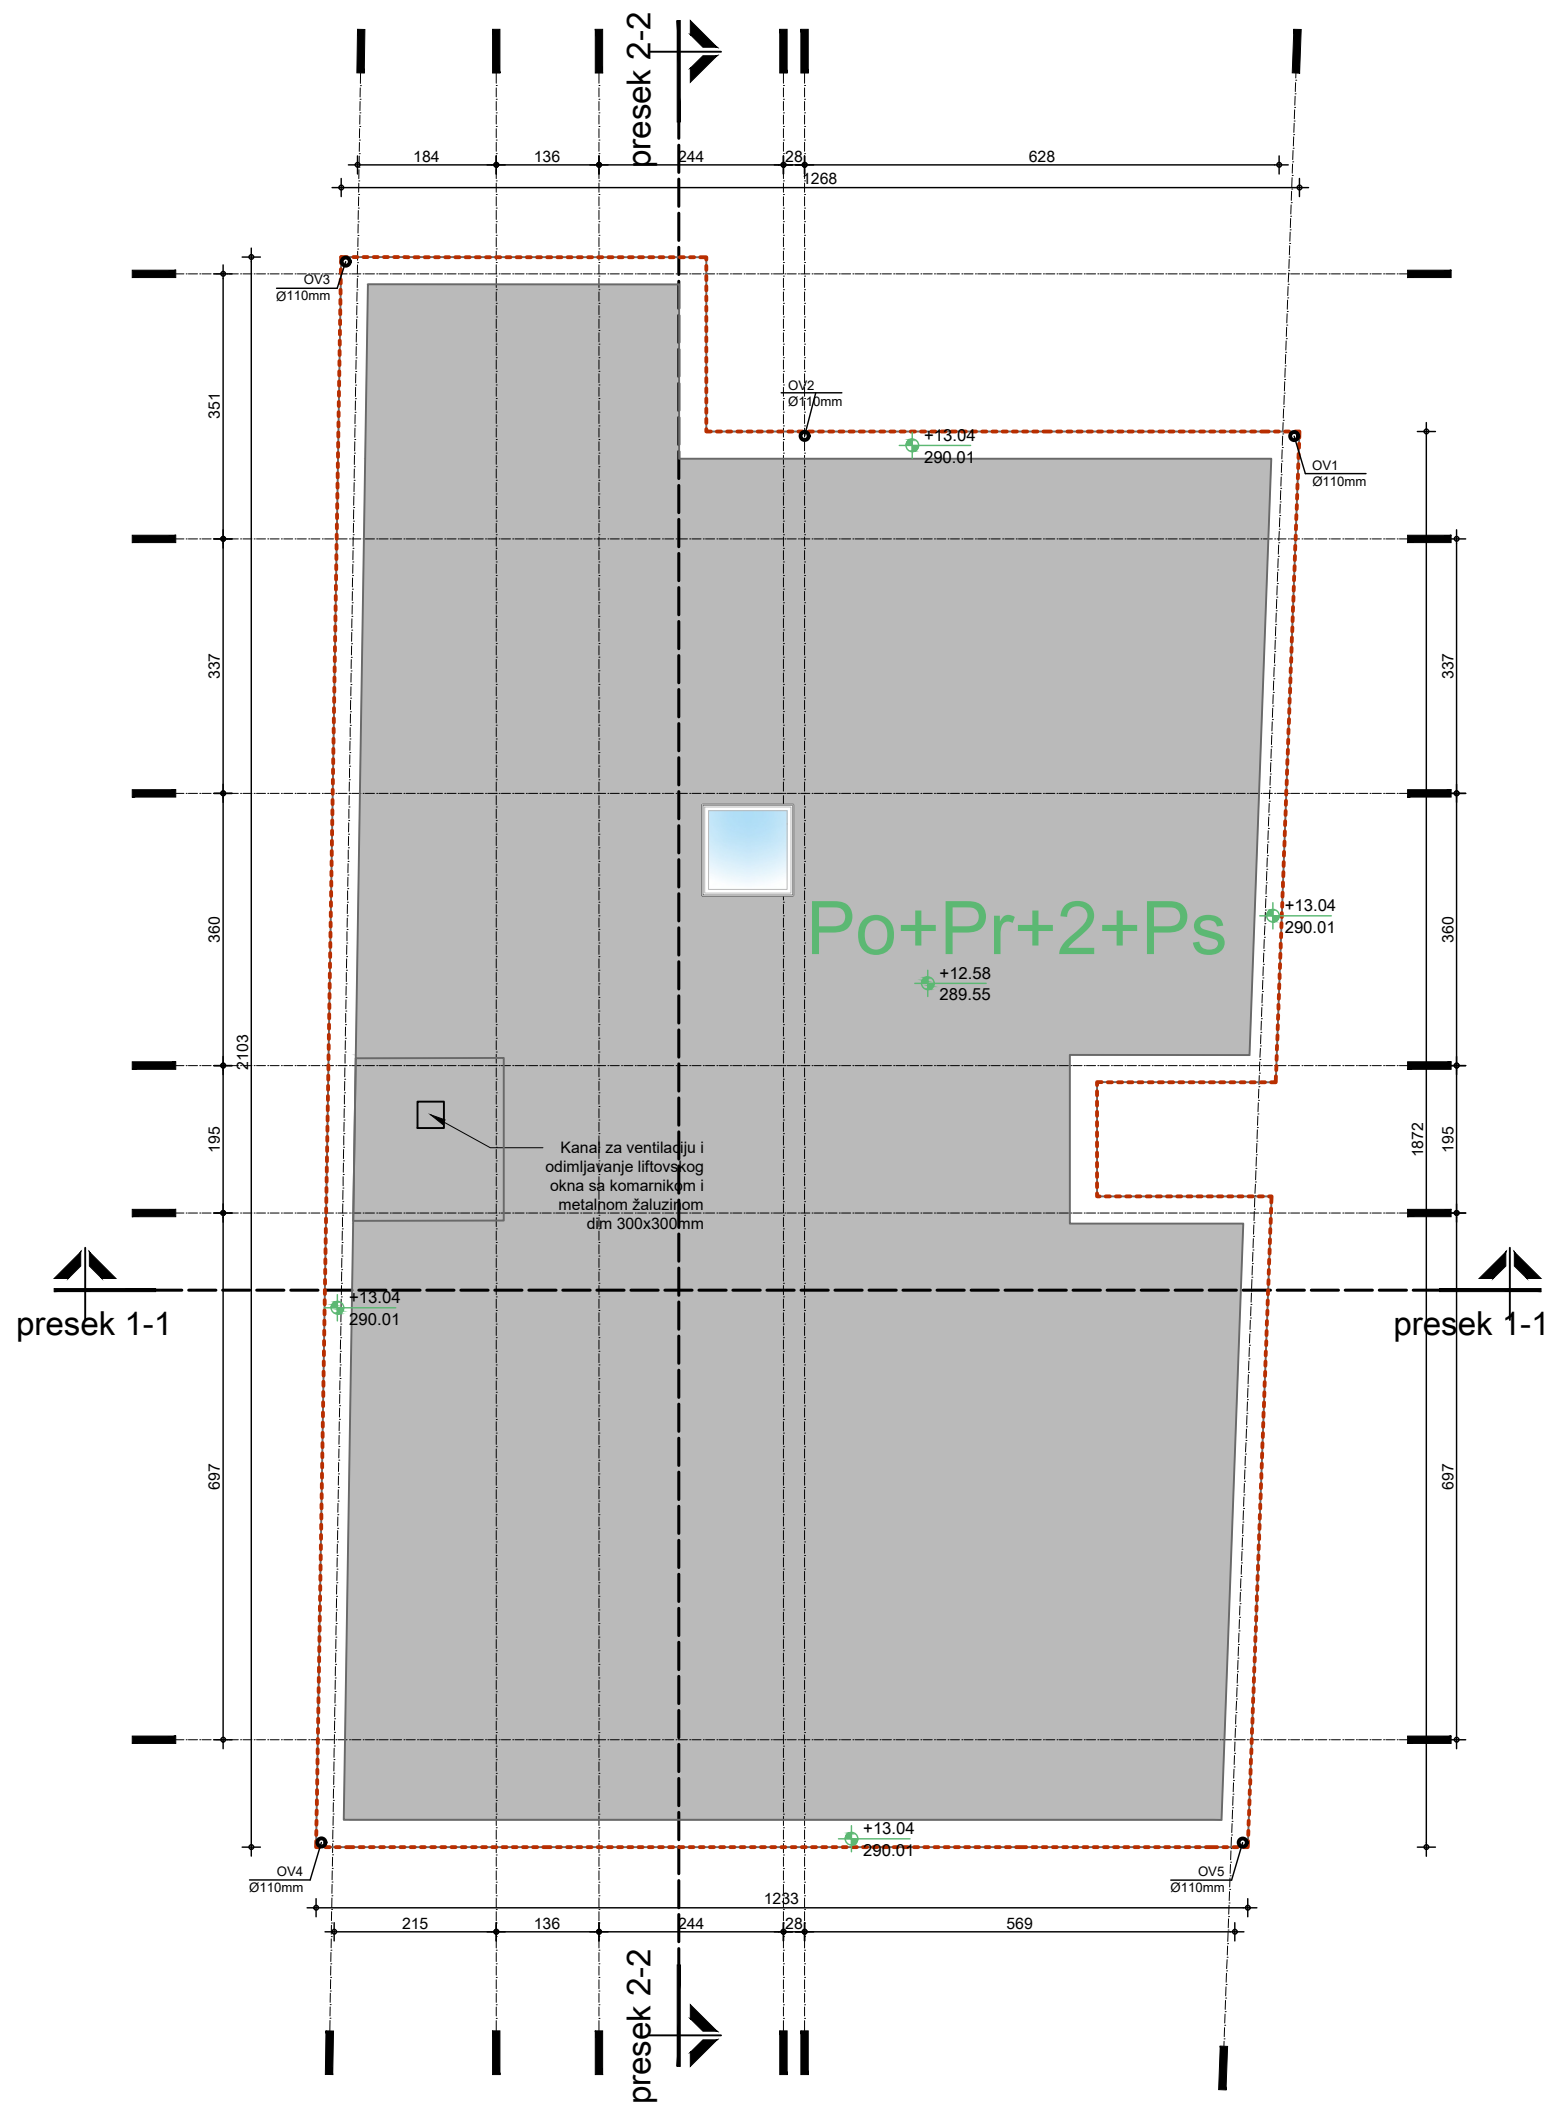 presek 2-2
184
136
244
28
628
1268
OV3
Ø110mm
OV2
Ø110mm
+13.04
290.01
OV1
Ø110mm
351
337
337
360
360
Po+Pr+2+Ps
+13.04
290.01
+12.58
289.55
2103
195
1872
195
Kanal za ventilaciju i
odimljavanje liftovskog
okna sa komarnikom i
metalnom žaluzinom
dim 300x300mm
+13.04
290.01
presek 1-1
presek 1-1
697
697
+13.04
290.01
OV4
Ø110mm
OV5
Ø110mm
1233
215
136
244
28
569
presek 2-2